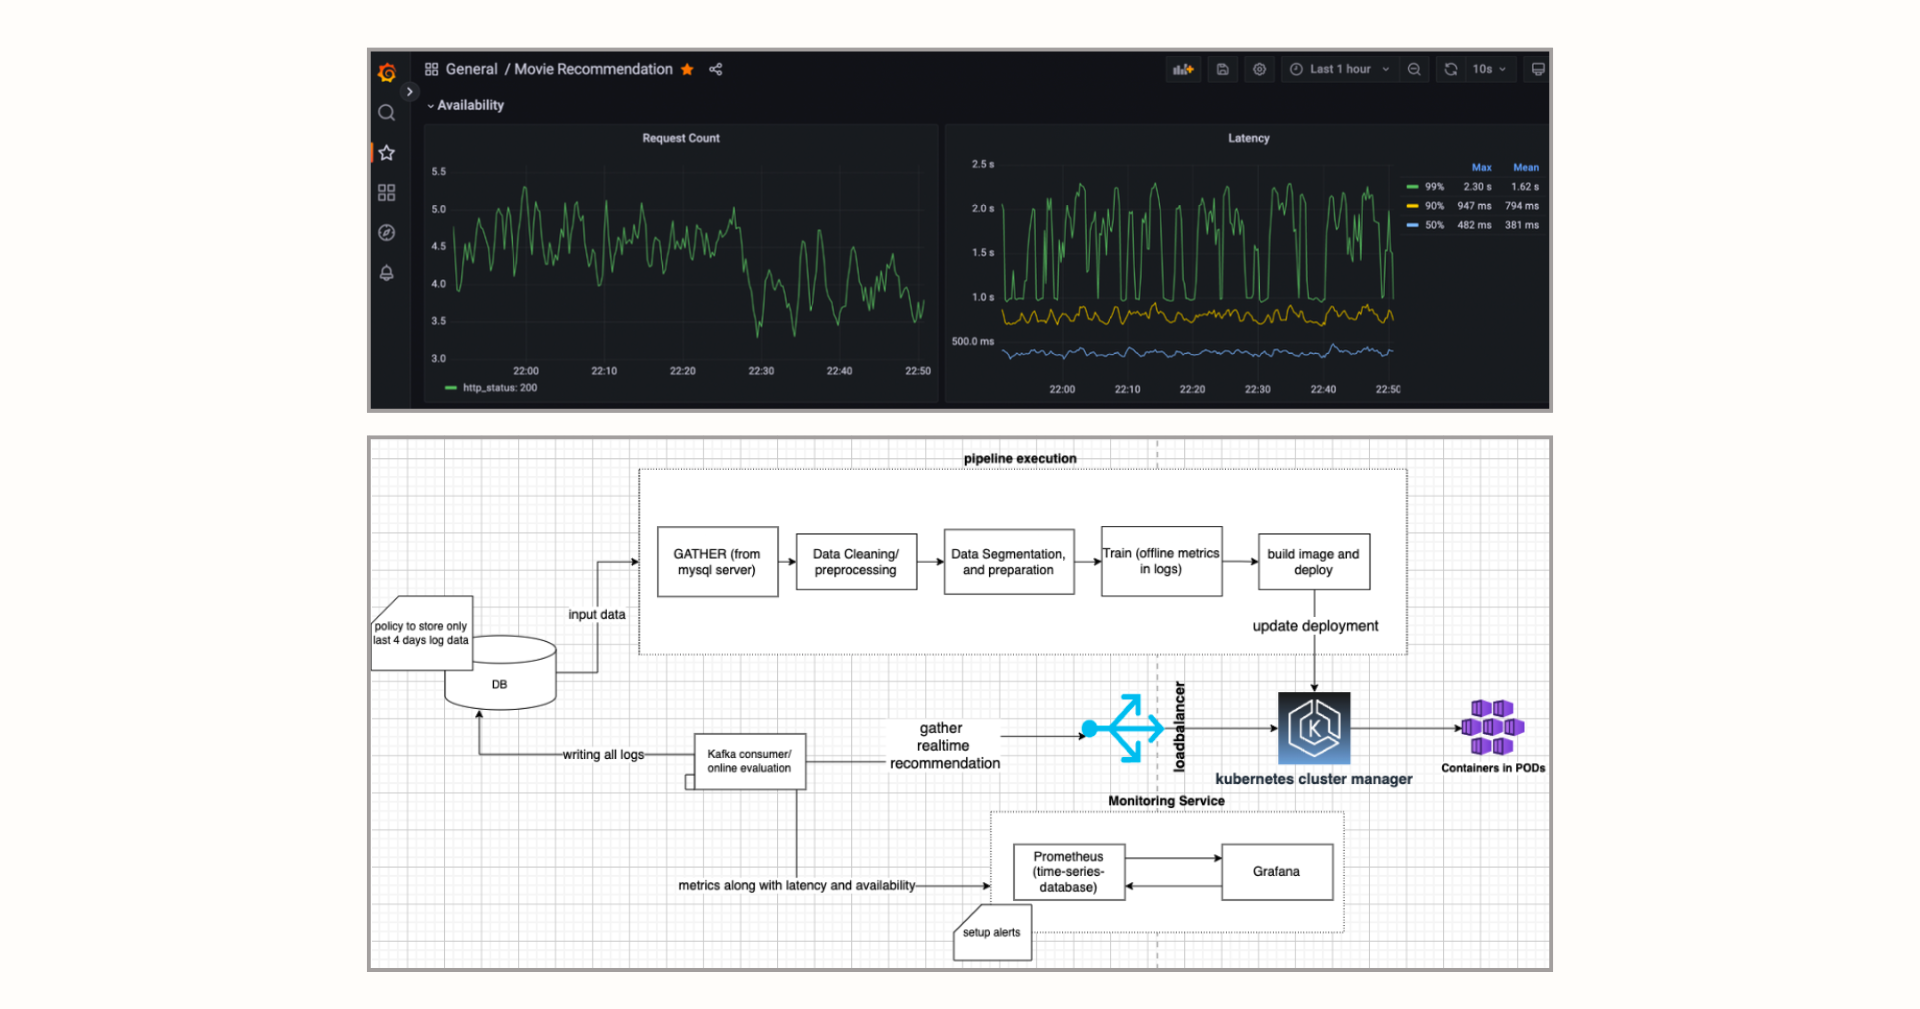 General / Movie Recommendation
Last 1 hour
10s
Availability
Request Count
5.5
5.0
4.5
4.0
3.5
3.0
22:00 22:10 22:20 22:30 22:40 22:50
http_status: 200
Latency
2.5 s
2.0 s
1.5 s
1.0 s
500.0 ms
22:00 22:10 22:20 22:30 22:40 22:50
Max Mean
99% 2.30 s 1.62 s
90% 947 ms 794 ms
50% 482 ms 381 ms
pipeline execution
GATHER (from
mysql server)
Data Cleaning/
preprocessing
Data Segmentation,
and preparation
Train (offline metrics
in logs)
build image and
deploy
input data
update deployment
policy to store only
last 4 days log data
DB
writing all logs
Kafka consumer/
online evaluation
gather
realtime
recommendation
loadbalancer
K
kubernetes cluster manager
Containers in PODs
Monitoring Service
Prometheus
(time-series-
database)
Grafana
metrics along with latency and availability
setup alerts